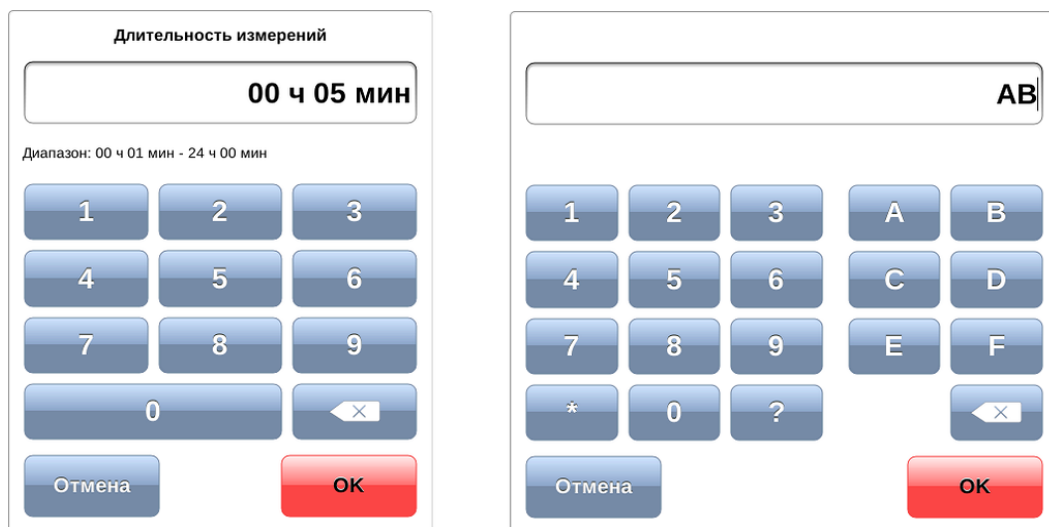 Длительность измерений
00 ч 05 мин
Диапазон: 00 ч 01 мин - 24 ч 00 мин
1 2 3
4 5 6
7 8 9
0
Отмена OK
AB
1 2 3 A B
4 5 6 C D
7 8 9 E F
* 0 ?
Отмена OK